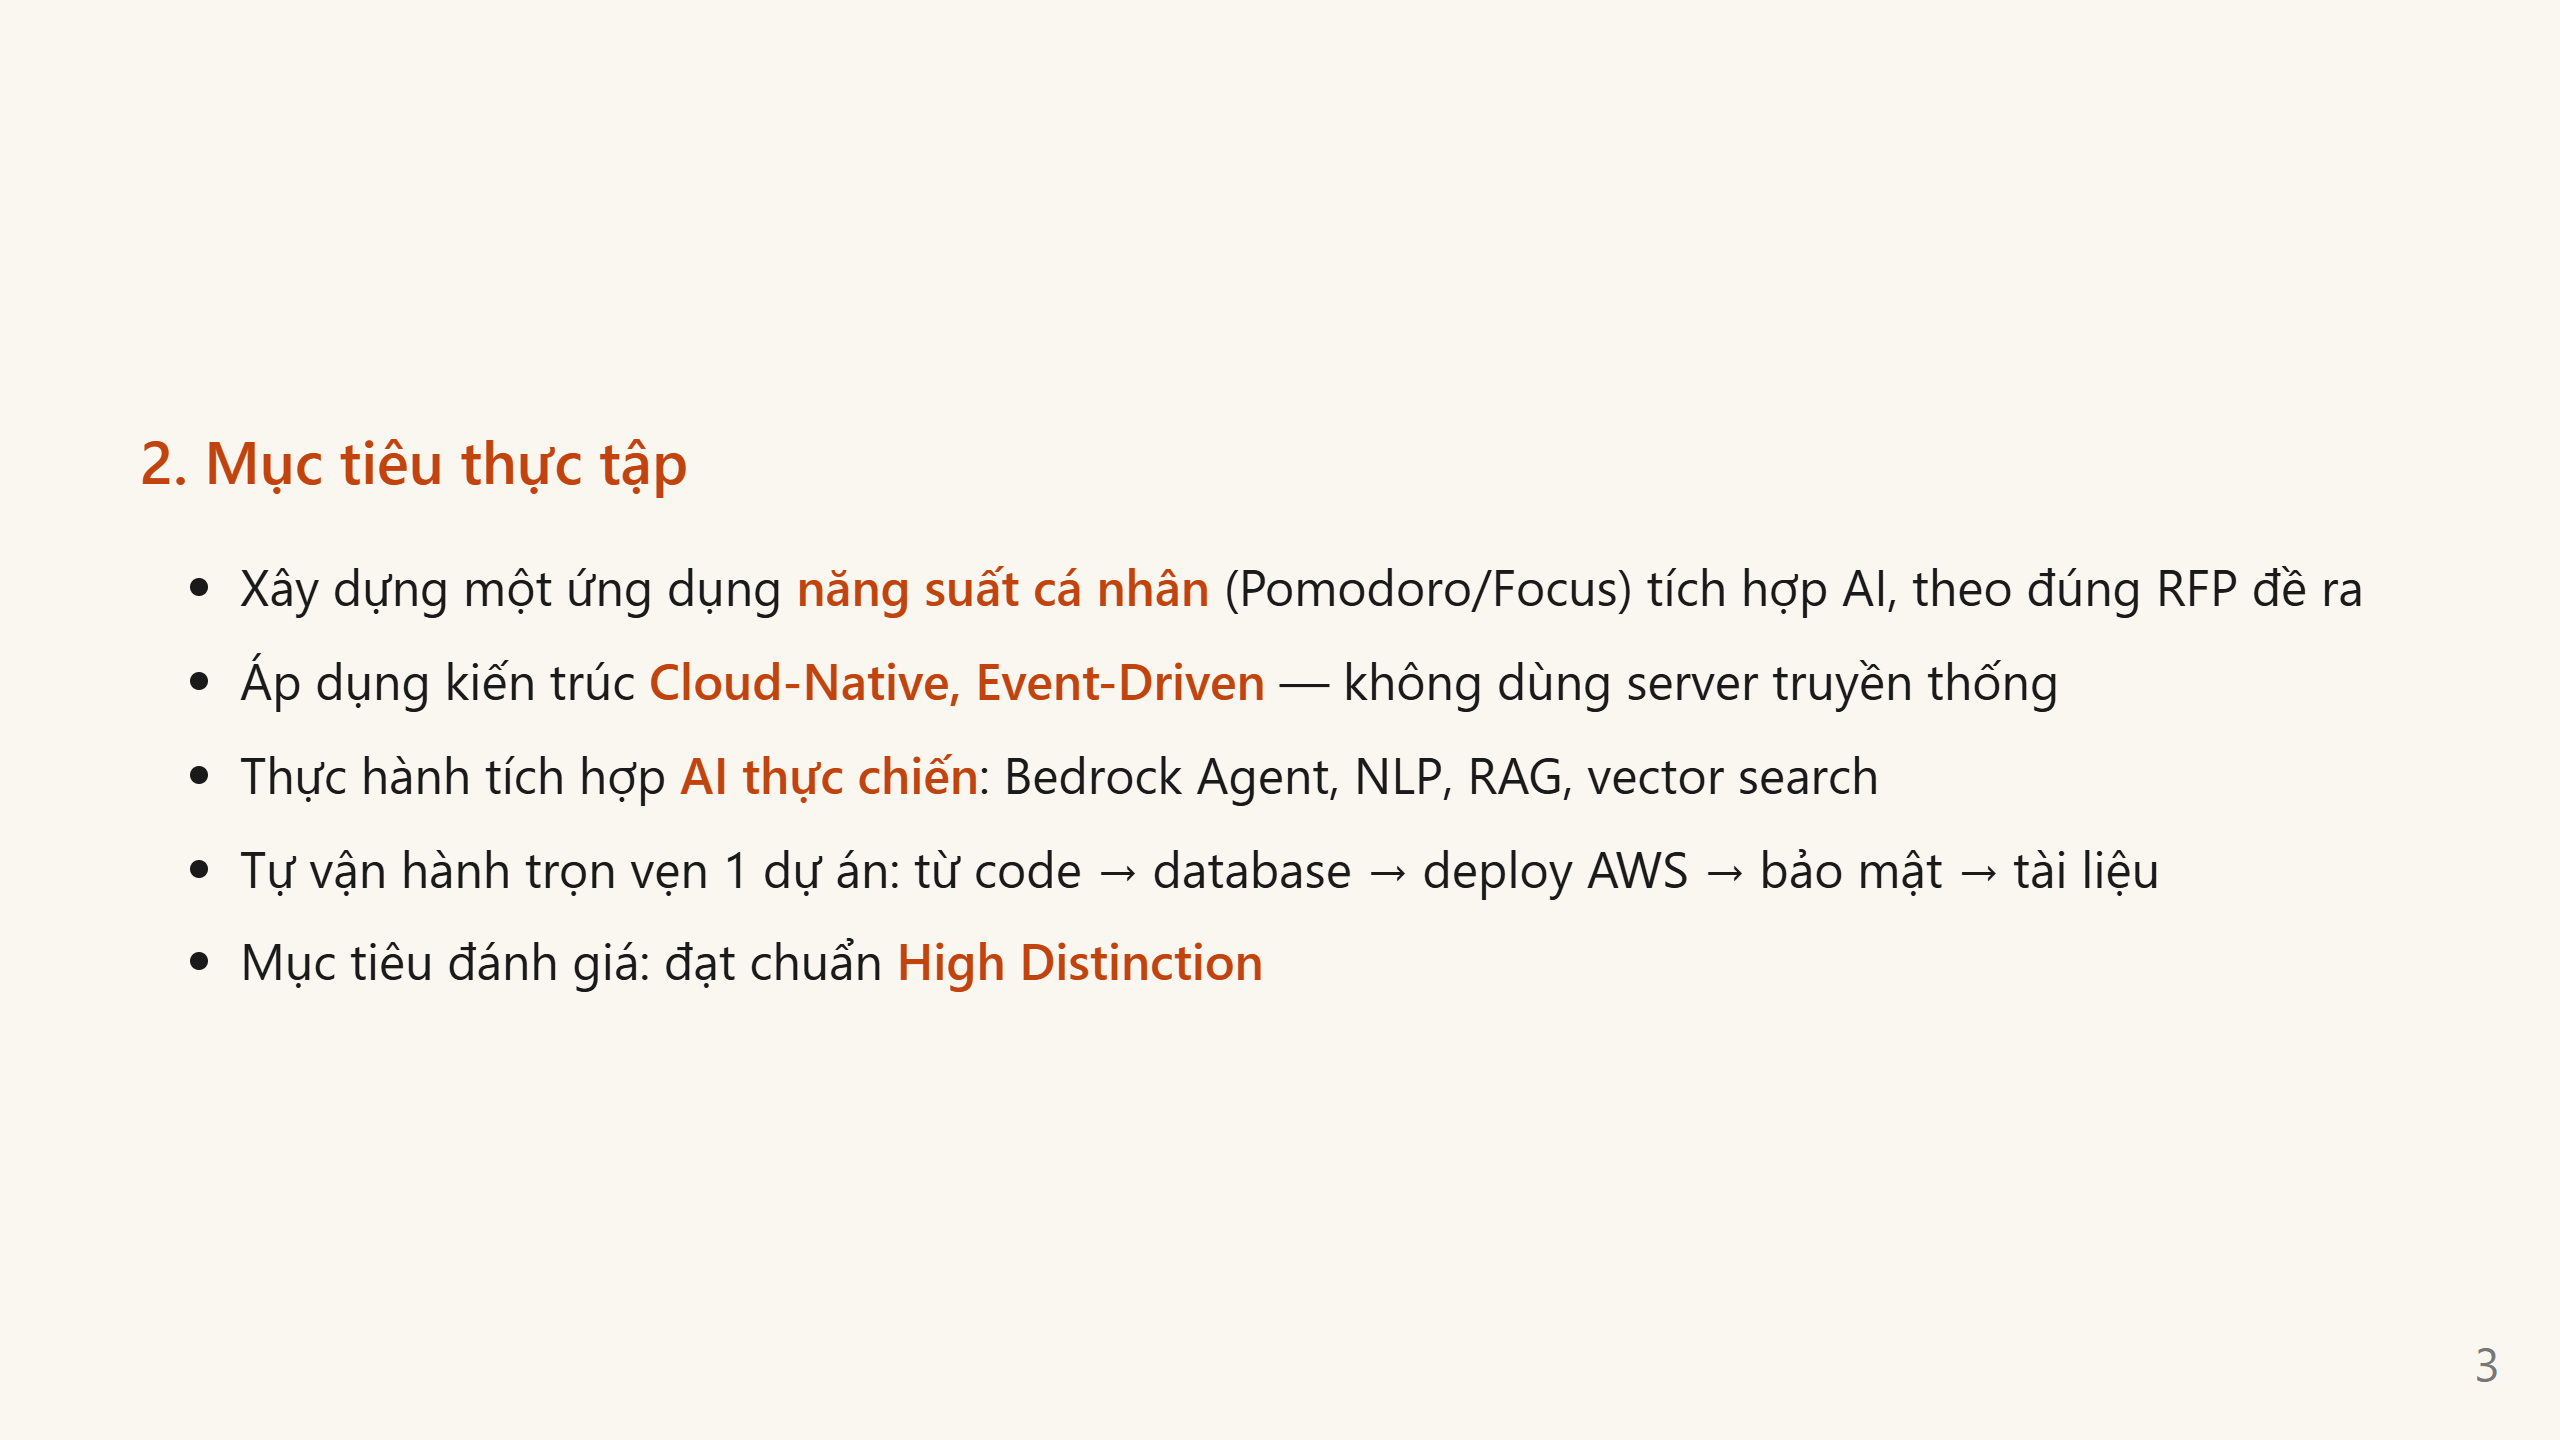 2. Mục tiêu thực tập
• Xây dựng một ứng dụng năng suất cá nhân (Pomodoro/Focus) tích hợp AI, theo đúng RFP đề ra
• Áp dụng kiến trúc Cloud-Native, Event-Driven — không dùng server truyền thống
• Thực hành tích hợp AI thực chiến: Bedrock Agent, NLP, RAG, vector search
• Tự vận hành trọn vẹn 1 dự án: từ code → database → deploy AWS → bảo mật → tài liệu
• Mục tiêu đánh giá: đạt chuẩn High Distinction
3